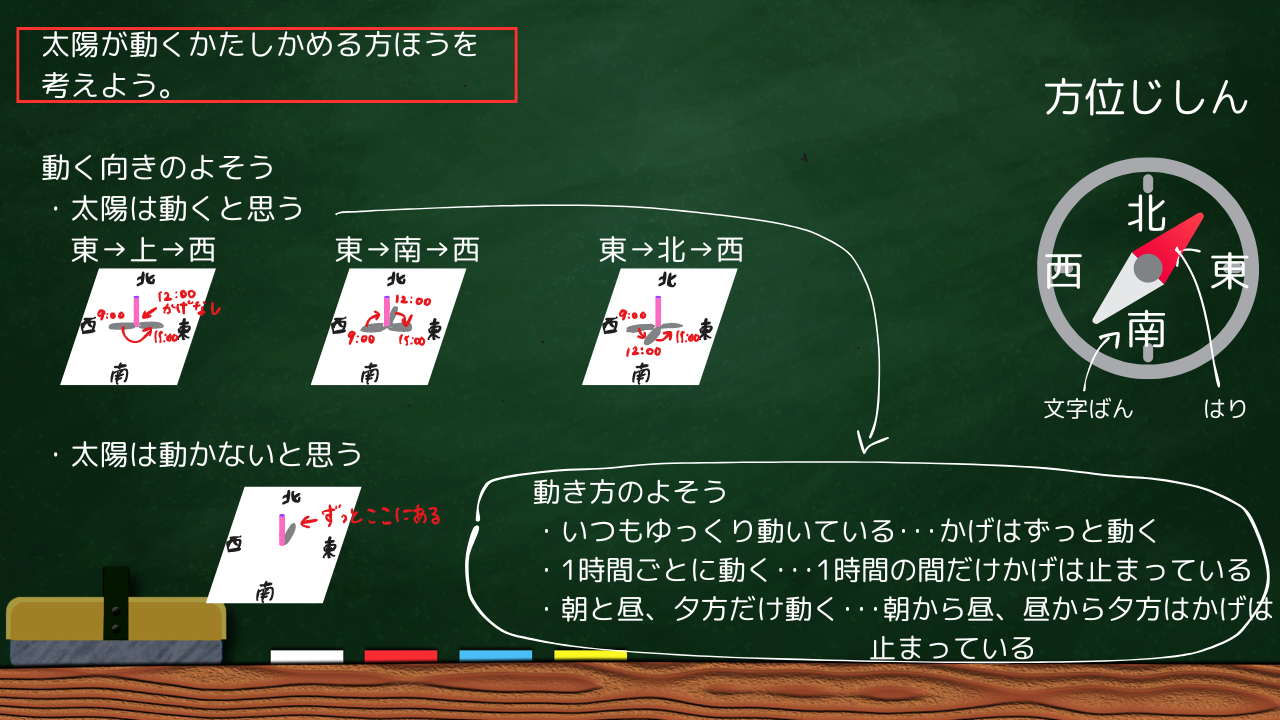 太陽が動くかたしかめる方ほうを
考えよう。
動く向きのよそう
・太陽は動くと思う
東→上→西
北
12:00
かげなし
9:00
西
東
15:00
南
東→南→西
北
12:00
西
東
9:00
15:00
南
東→北→西
北
9:00
西
東
15:00
12:00
南
・太陽は動かないと思う
北
ずっとここにある
西
東
南
方位じしん
北
西
東
南
文字ばん
はり
動き方のよそう
・いつもゆっくり動いている･･･かげはずっと動く
・1時間ごとに動く･･･1時間の間だけかげは止まっている
・朝と昼、夕方だけ動く･･･朝から昼、昼から夕方はかげは
止まっている